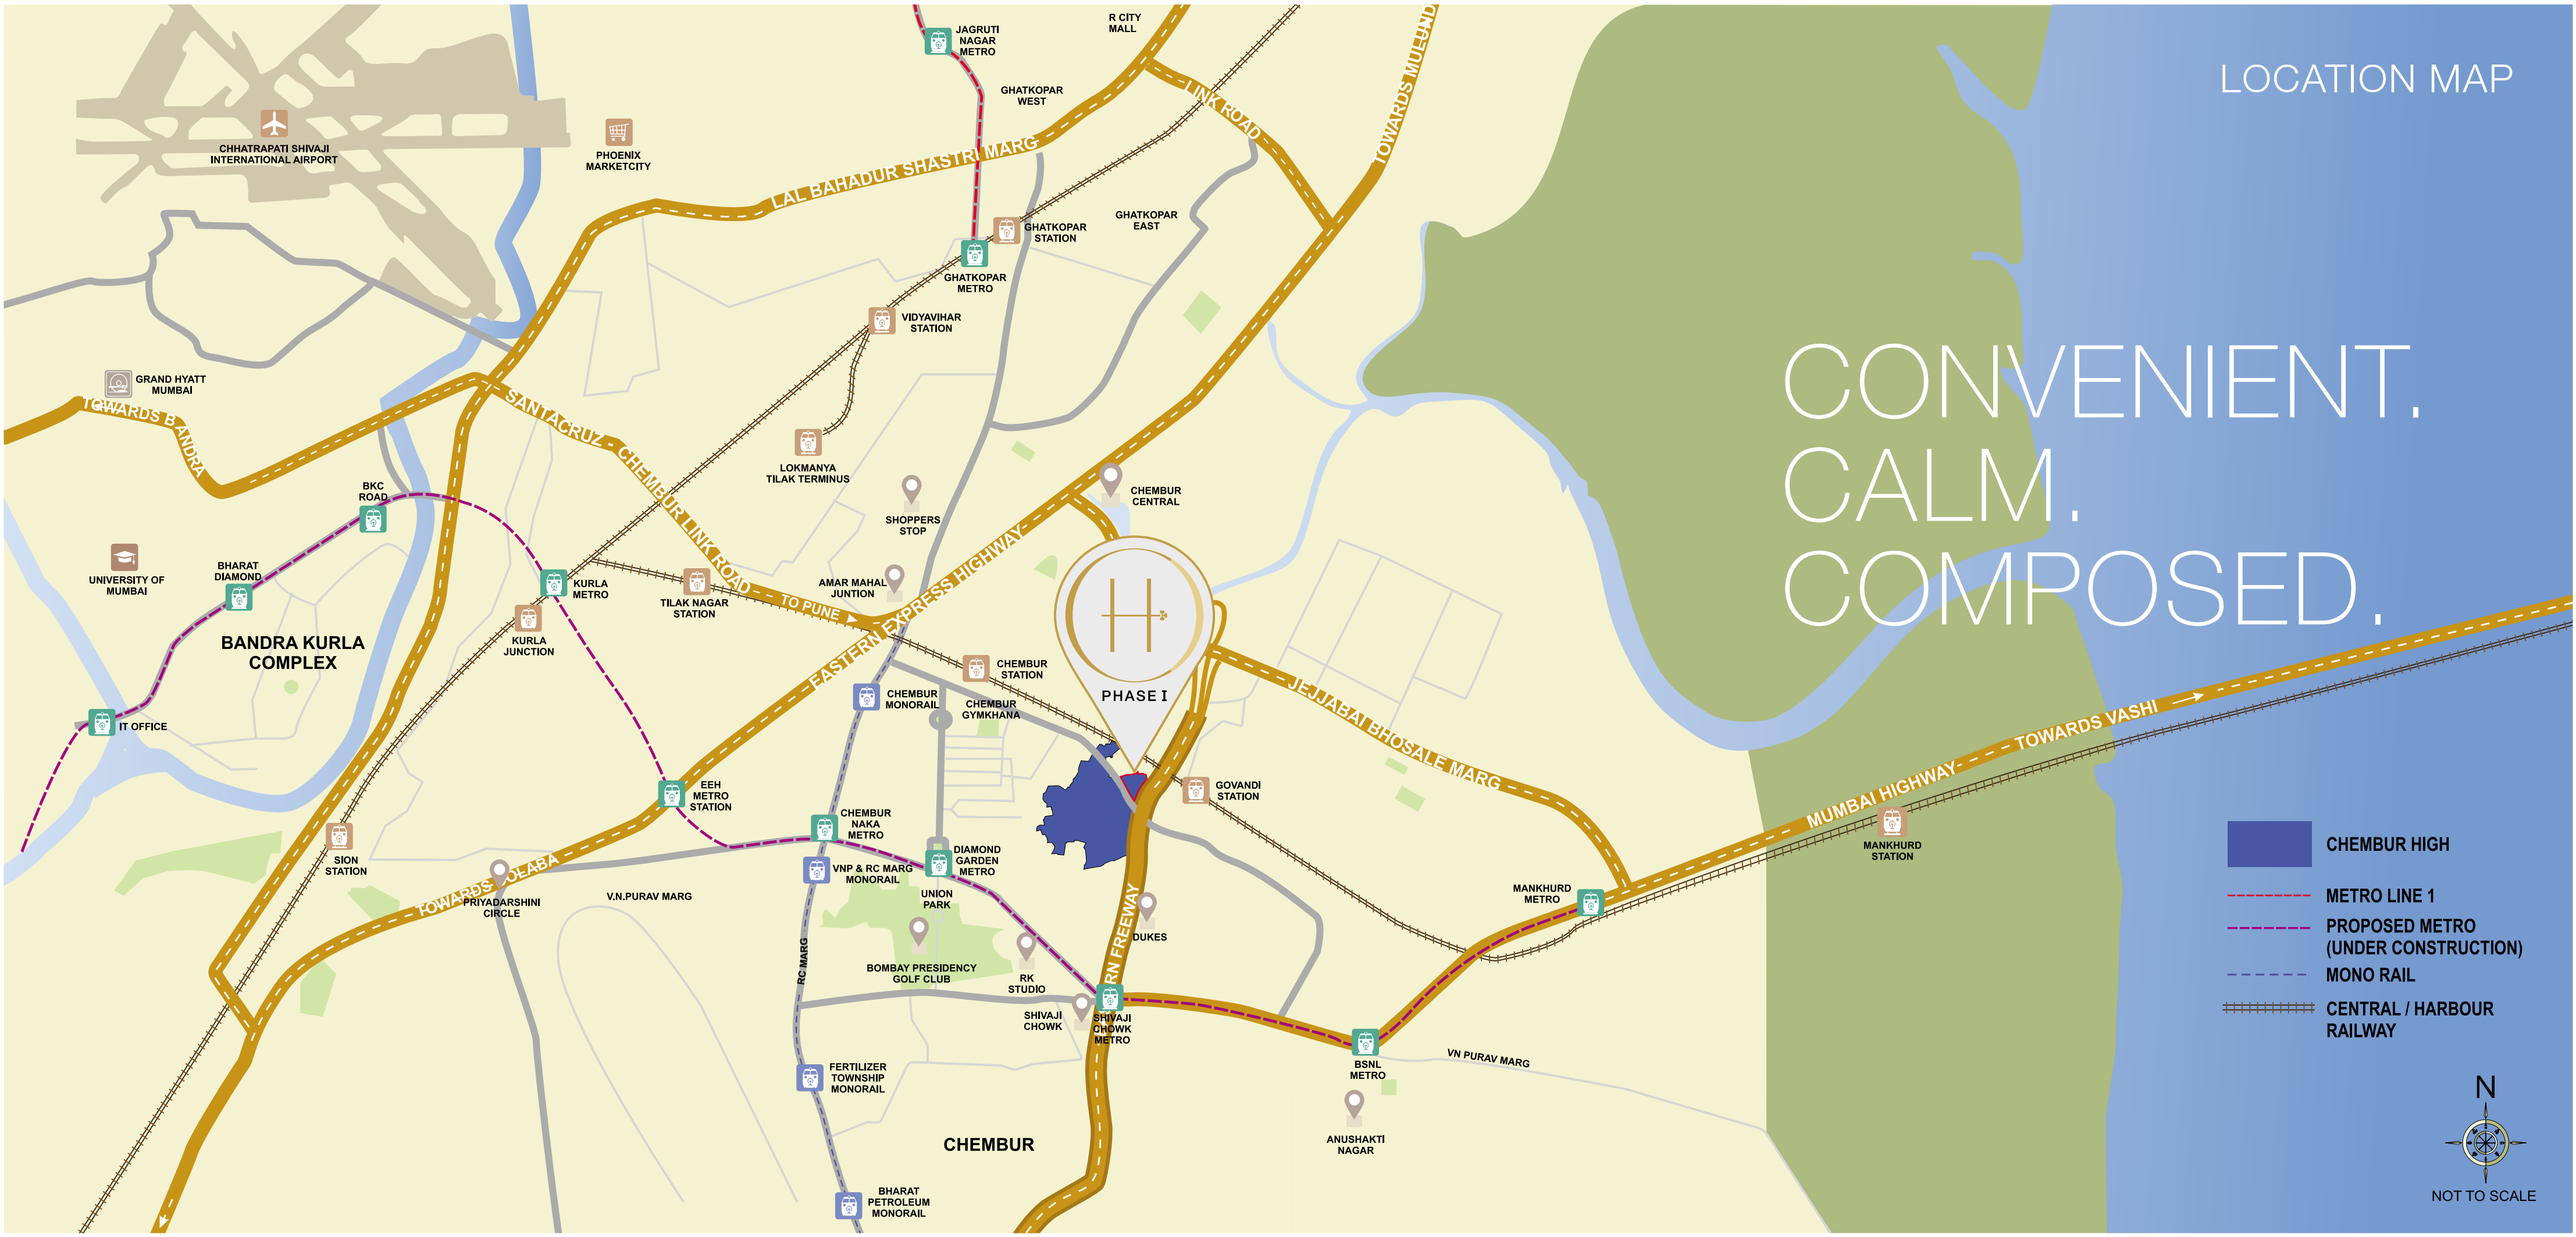 LOCATION MAP
CONVENIENT.
CALM.
COMPOSED.
JAGRUTI
NAGAR
METRO
R CITY
MALL
GHATKOPAR
WEST
LINK ROAD
TOWARDS MULUND
CHHATRAPATI SHIVAJI
INTERNATIONAL AIRPORT
PHOENIX
MARKETCITY
LAL BAHADUR SHASTRI MARG
GHATKOPAR
STATION
GHATKOPAR
EAST
GHATKOPAR
METRO
VIDYAVIHAR
STATION
GRAND HYATT
MUMBAI
TOWARDS B ANDRA
SANTACRUZ - CHEMBUR LINK ROAD
LOKMANYA
TILAK TERMINUS
BKC
ROAD
SHOPPERS
STOP
CHEMBUR
CENTRAL
UNIVERSITY OF
MUMBAI
BHARAT
DIAMOND
KURLA
METRO
TILAK NAGAR
STATION
TO PUNE
AMAR MAHAL
JUNTION
EASTERN EXPRESS HIGHWAY
KURLA
JUNCTION
BANDRA KURLA
COMPLEX
IT OFFICE
CHEMBUR
STATION
CHEMBUR
MONORAIL
CHEMBUR
GYMKHANA
H
PHASE I
JEJJABAI BHOSALE MARG
MUMBAI HIGHWAY
TOWARDS VASHI
EEH
METRO
STATION
GOVANDI
STATION
CHEMBUR
NAKA
METRO
SION
STATION
MANKHURD
STATION
DIAMOND
GARDEN
METRO
VNP & RC MARG
MONORAIL
UNION
PARK
TOWARDS OLABA
PRIYADARSHINI
CIRCLE
V.N.PURAV MARG
MANKHURD
METRO
DUKES
RC MARG
BOMBAY PRESIDENCY
GOLF CLUB
RK
STUDIO
RN FREEWAY
SHIVAJI
CHOWK
SHIVAJI
CHOWK
METRO
BSNL
METRO
VN PURAV MARG
FERTILIZER
TOWNSHIP
MONORAIL
ANUSHAKTI
NAGAR
CHEMBUR
BHARAT
PETROLEUM
MONORAIL
CHEMBUR HIGH
METRO LINE 1
PROPOSED METRO
(UNDER CONSTRUCTION)
MONO RAIL
CENTRAL / HARBOUR
RAILWAY
N
NOT TO SCALE